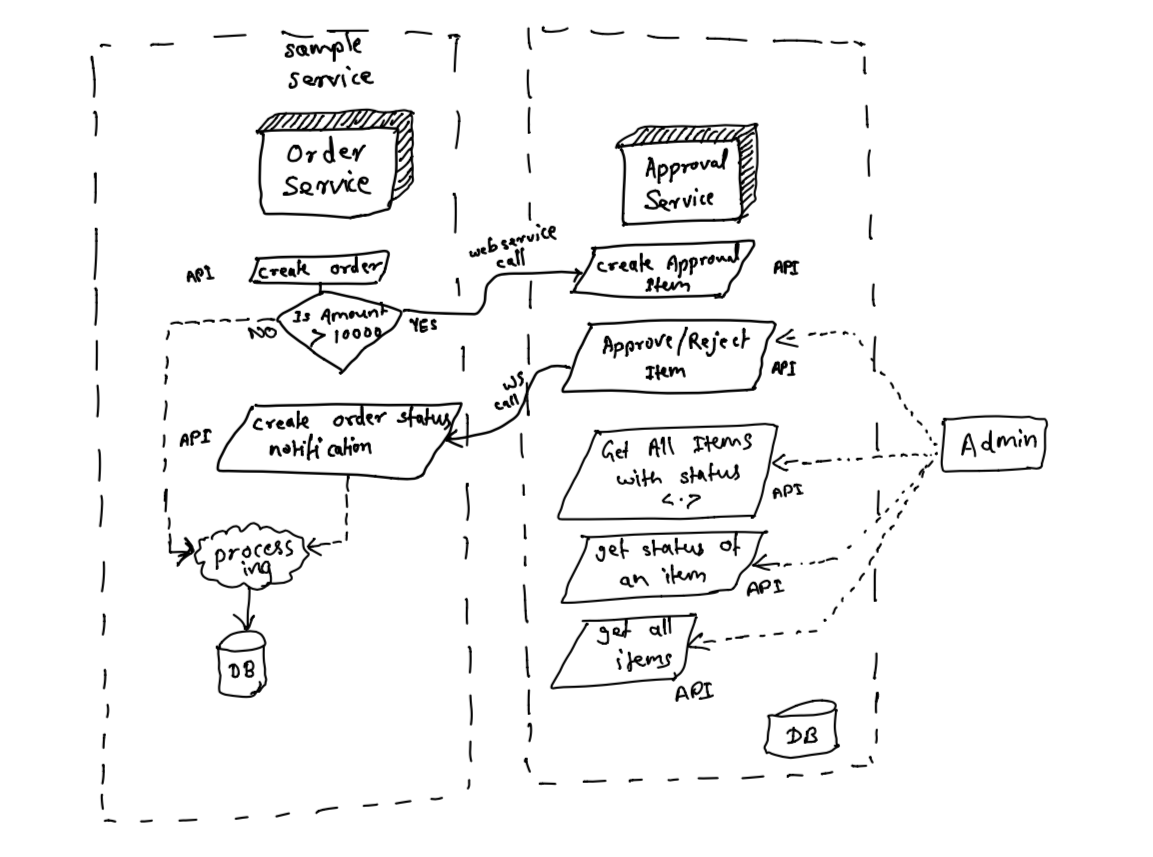 sample
service
Order
Service
API
create order
Is Amount
> 10000
NO
YES
API
create order status
notification
process
ing
DB
web service
call
WS
call
Approval
Service
create Approval
Item
API
Approve/Reject
Item
API
Get All Items
with status
<.>
API
get status of
an item
API
get all
items
API
DB
Admin